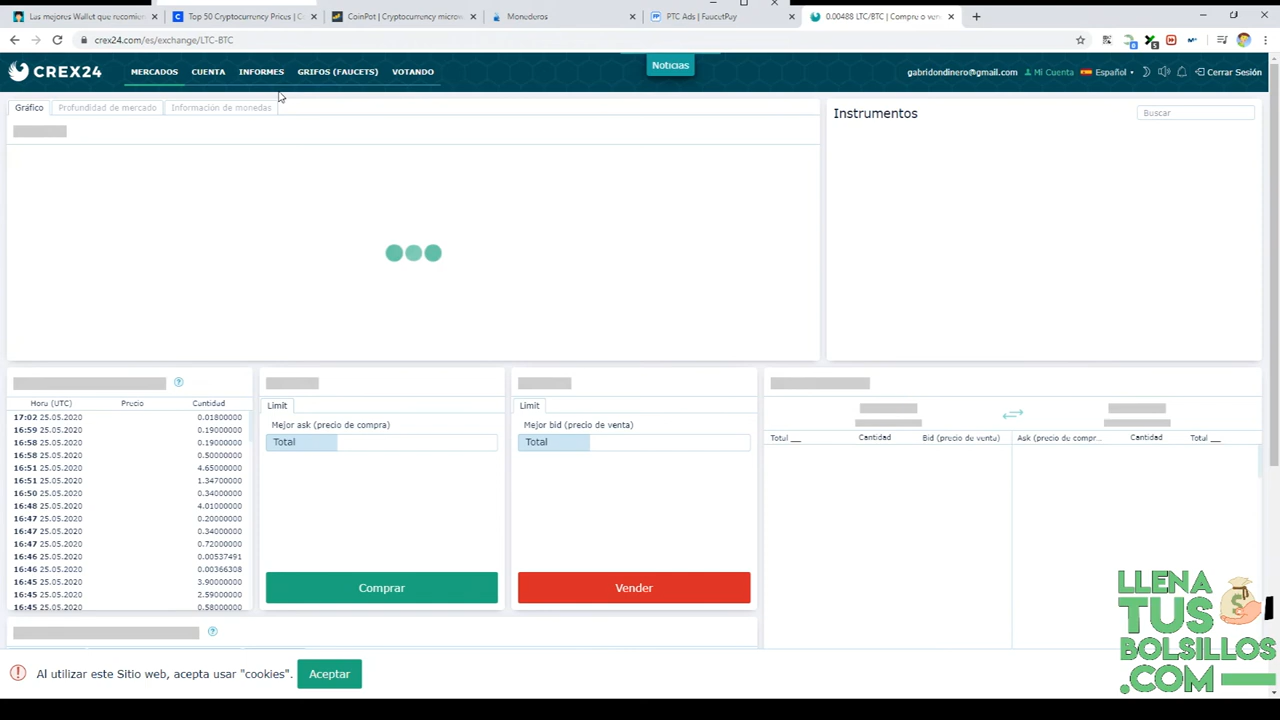 Los mejores Wallet que recomien
Top 50 Cryptocurrency Prices | C
CoinPot | Cryptocurrency microw
Monederos
PTC Ads | FaucetPay
0.00488 LTC/BTC | Compre o ven
crex24.com/es/exchange/LTC-BTC
CREX24
MERCADOS
CUENTA
INFORMES
GRIFOS (FAUCETS)
VOTANDO
Noticias
gabridondinero@gmail.com
Mi Cuenta
Español
Cerrar Sesión
Gráfico
Profundidad de mercado
Información de monedas
Instrumentos
Buscar
Hora (UTC) Precio Cantidad
17:02 25.05.2020 0.01800000
16:59 25.05.2020 0.19000000
16:58 25.05.2020 0.19000000
16:58 25.05.2020 0.50000000
16:51 25.05.2020 4.65000000
16:51 25.05.2020 1.34700000
16:50 25.05.2020 0.34000000
16:48 25.05.2020 4.01000000
16:47 25.05.2020 0.20000000
16:47 25.05.2020 0.34000000
16:47 25.05.2020 0.72000000
16:46 25.05.2020 0.00537491
16:46 25.05.2020 0.00366308
16:45 25.05.2020 3.90000000
16:45 25.05.2020 2.59000000
16:45 25.05.2020 0.58000000
Limit
Mejor ask (precio de compra)
Total
Comprar
Limit
Mejor bid (precio de venta)
Total
Vender
Total __ Cantidad Bid (precio de venta) Ask (precio de compr... Cantidad Total __
Al utilizar este Sitio web, acepta usar "cookies".
Aceptar
LLENA
TUS
BOLSILLOS
.COM